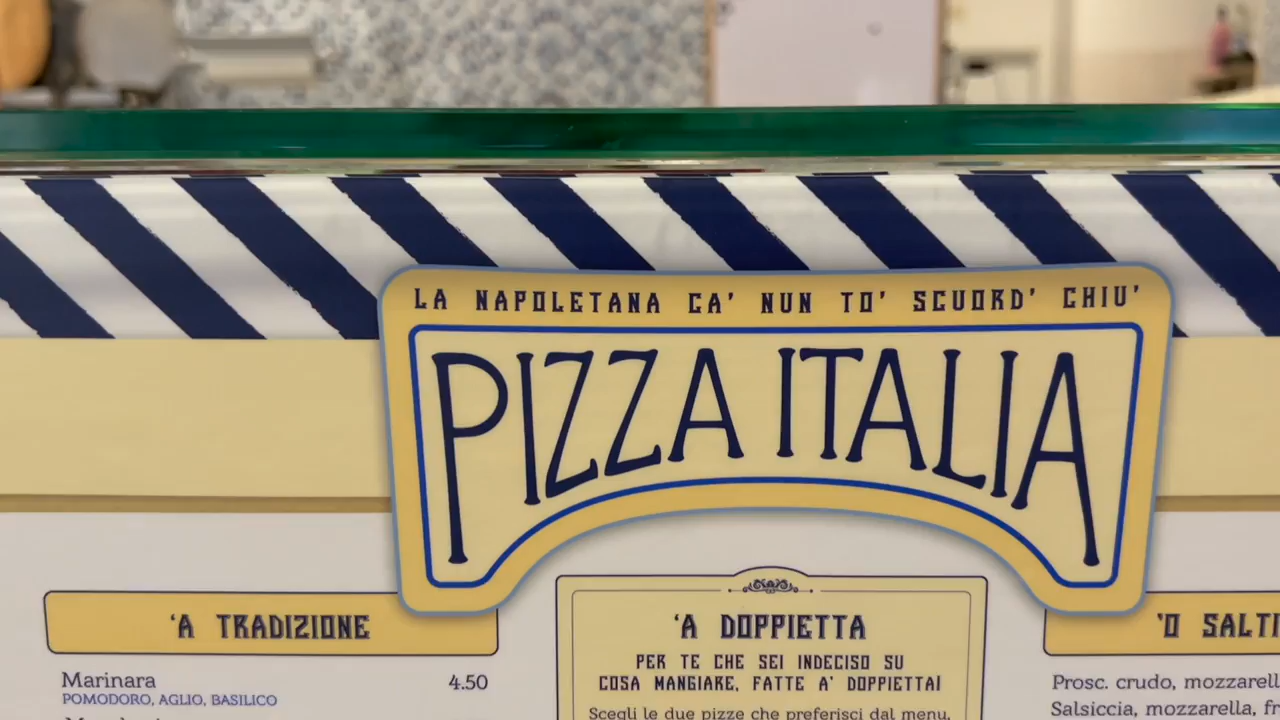 LA NAPOLETANA CA' NUN TO' SCUORD' CHIU'
PIZZA ITALIA
'A TRADIZIONE
Marinara 4.50
POMODORO, AGLIO, BASILICO
'A DOPPIETTA
PER TE CHE SEI INDECISO SU
COSA MANGIARE, FATTE A' DOPPIETTA!
Scegli le due pizze che preferisci dal menu,
'O SALTI
Prosc. crudo, mozzarell
Salsiccia, mozzarella, fr